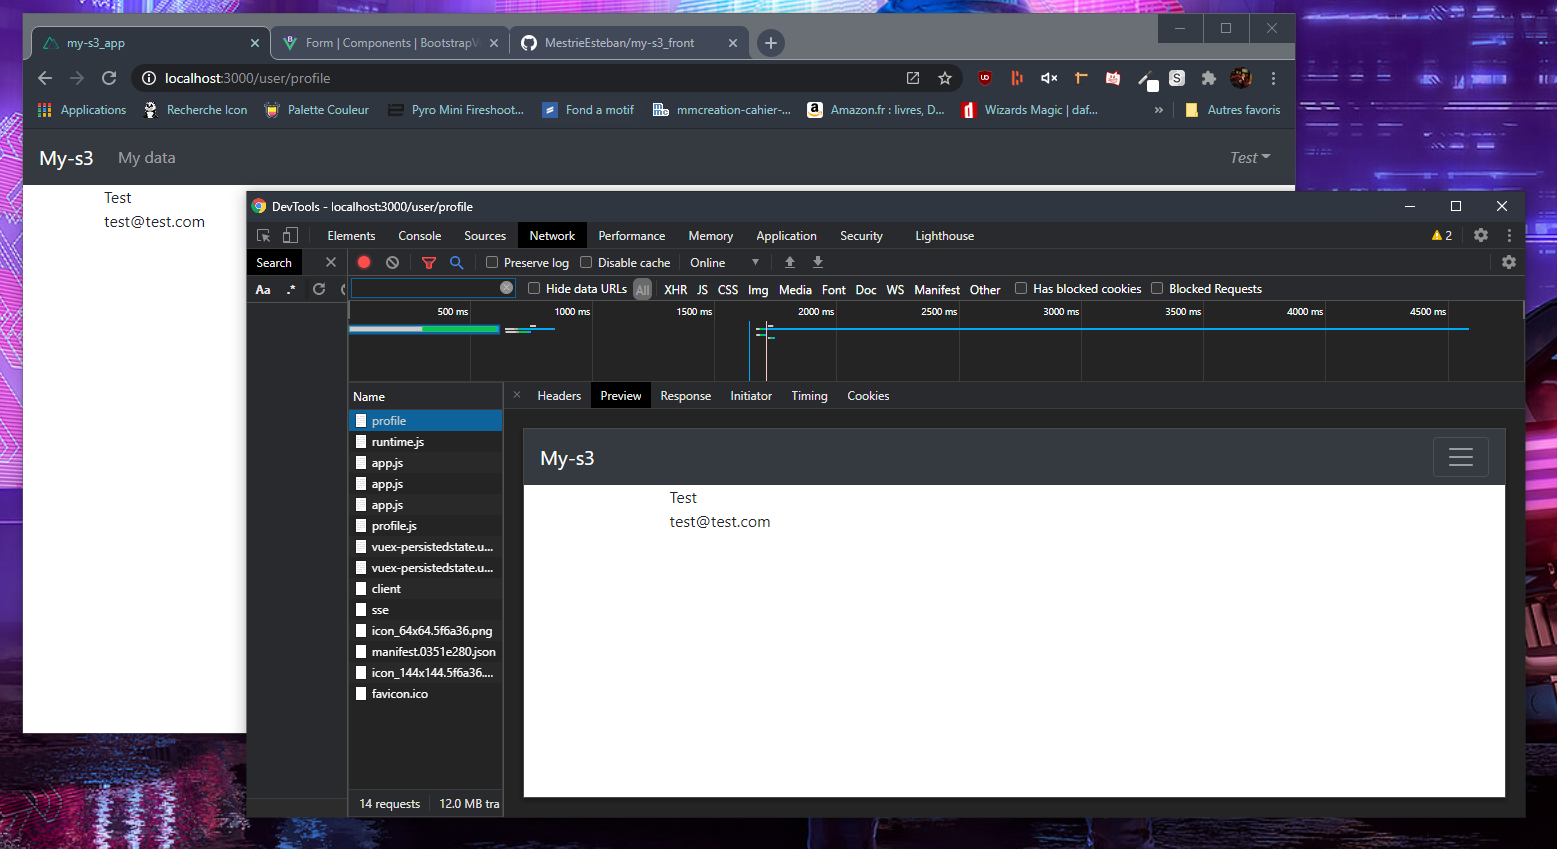 my-s3_app
Form | Components | BootstrapV
MestrieEsteban/my-s3_front
localhost:3000/user/profile
Applications
Recherche Icon
Palette Couleur
Pyro Mini Fireshoot...
Fond a motif
mmcreation-cahier-...
Amazon.fr : livres, D...
Wizards Magic | daf...
»
Autres favoris
My-s3
My data
Test
Test
test@test.com
DevTools - localhost:3000/user/profile
Elements
Console
Sources
Network
Performance
Memory
Application
Security
Lighthouse
2
Search
Preserve log
Disable cache
Online
Aa
.*
Hide data URLs
All
XHR
JS
CSS
Img
Media
Font
Doc
WS
Manifest
Other
Has blocked cookies
Blocked Requests
500 ms
1000 ms
1500 ms
2000 ms
2500 ms
3000 ms
3500 ms
4000 ms
4500 ms
Name
Headers
Preview
Response
Initiator
Timing
Cookies
profile
runtime.js
app.js
app.js
app.js
profile.js
vuex-persistedstate.u...
vuex-persistedstate.u...
client
sse
icon_64x64.5f6a36.png
manifest.0351e280.json
icon_144x144.5f6a36....
favicon.ico
My-s3
Test
test@test.com
14 requests
12.0 MB tra